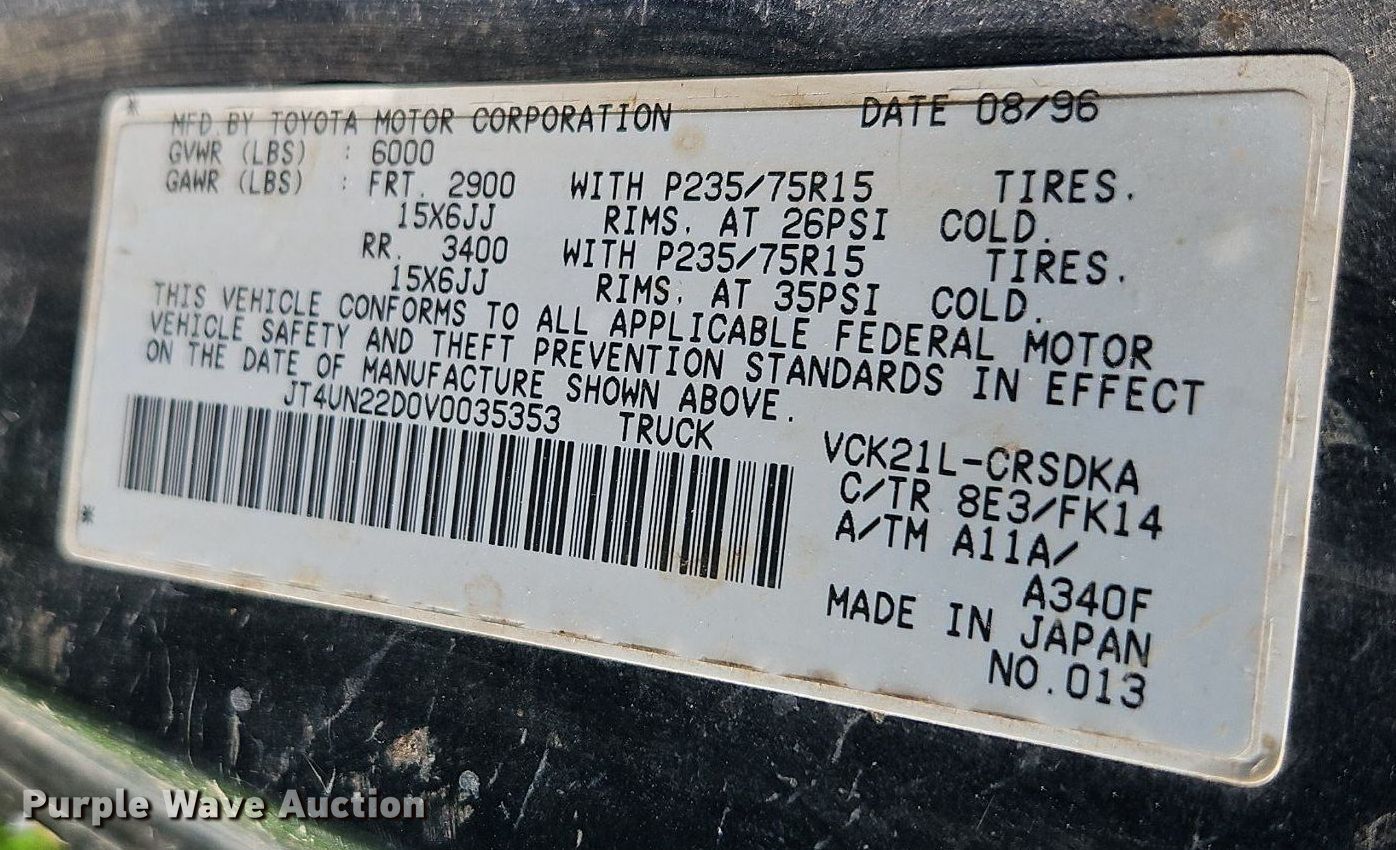 MFD. BY TOYOTA MOTOR CORPORATION DATE 08/96
GVWR (LBS) : 6000
GAWR (LBS) : FRT. 2900 WITH P235/75R15 TIRES.
15X6JJ RIMS. AT 26PSI COLD.
RR. 3400 WITH P235/75R15 TIRES.
15X6JJ RIMS. AT 35PSI COLD.
THIS VEHICLE CONFORMS TO ALL APPLICABLE FEDERAL MOTOR
VEHICLE SAFETY AND THEFT PREVENTION STANDARDS IN EFFECT
ON THE DATE OF MANUFACTURE SHOWN ABOVE.
JT4UN22D0V0035353 TRUCK
VCK21L-CRSDKA
C/TR 8E3/FK14
A/TM A11A/
A340F
MADE IN JAPAN
NO.013
Purple Wave Auction